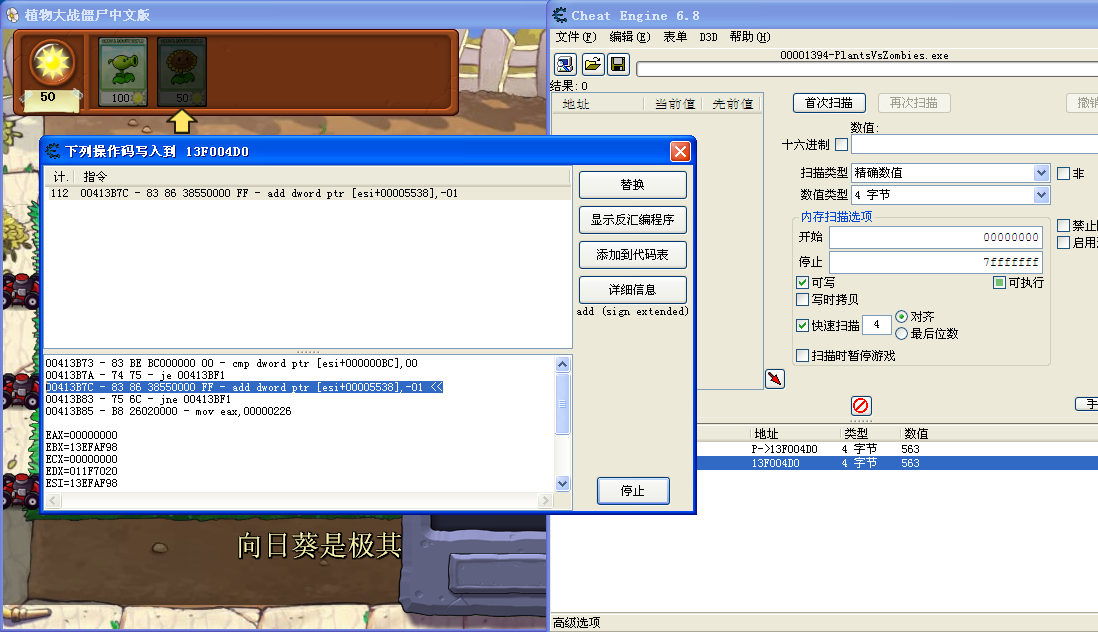 植物大战僵尸中文版
50
100
50
向日葵是极其
下列操作码写入到 13F004D0
计. 指令
112 00413B7C - 83 86 38550000 FF - add dword ptr [esi+00005538],-01
替换
显示反汇编程序
添加到代码表
详细信息
add (sign extended)
00413B73 - 83 BE BC000000 00 - cmp dword ptr [esi+000000BC],00
00413B7A - 74 75 - je 00413BF1
00413B7C - 83 86 38550000 FF - add dword ptr [esi+00005538],-01 <<
00413B83 - 75 6C - jne 00413BF1
00413B85 - B8 26020000 - mov eax,00000226
EAX=00000000
EBX=13EFAF98
ECX=00000000
EDX=011F7020
ESI=13EFAF98
停止
Cheat Engine 6.8
文件(F) 编辑(E) 表单 D3D 帮助(H)
00001394-PlantsVsZombies.exe
结果: 0
地址 当前值 先前值
首次扫描 再次扫描 撤销
数值:
十六进制
扫描类型 精确数值 非
数值类型 4 字节
内存扫描选项
开始 00000000
停止 7fffffff
禁止
启用
可写 可执行
写时拷贝
快速扫描 4 对齐
最后位数
扫描时暂停游戏
手
地址 类型 数值
P->13F004D0 4 字节 563
13F004D0 4 字节 563
高级选项